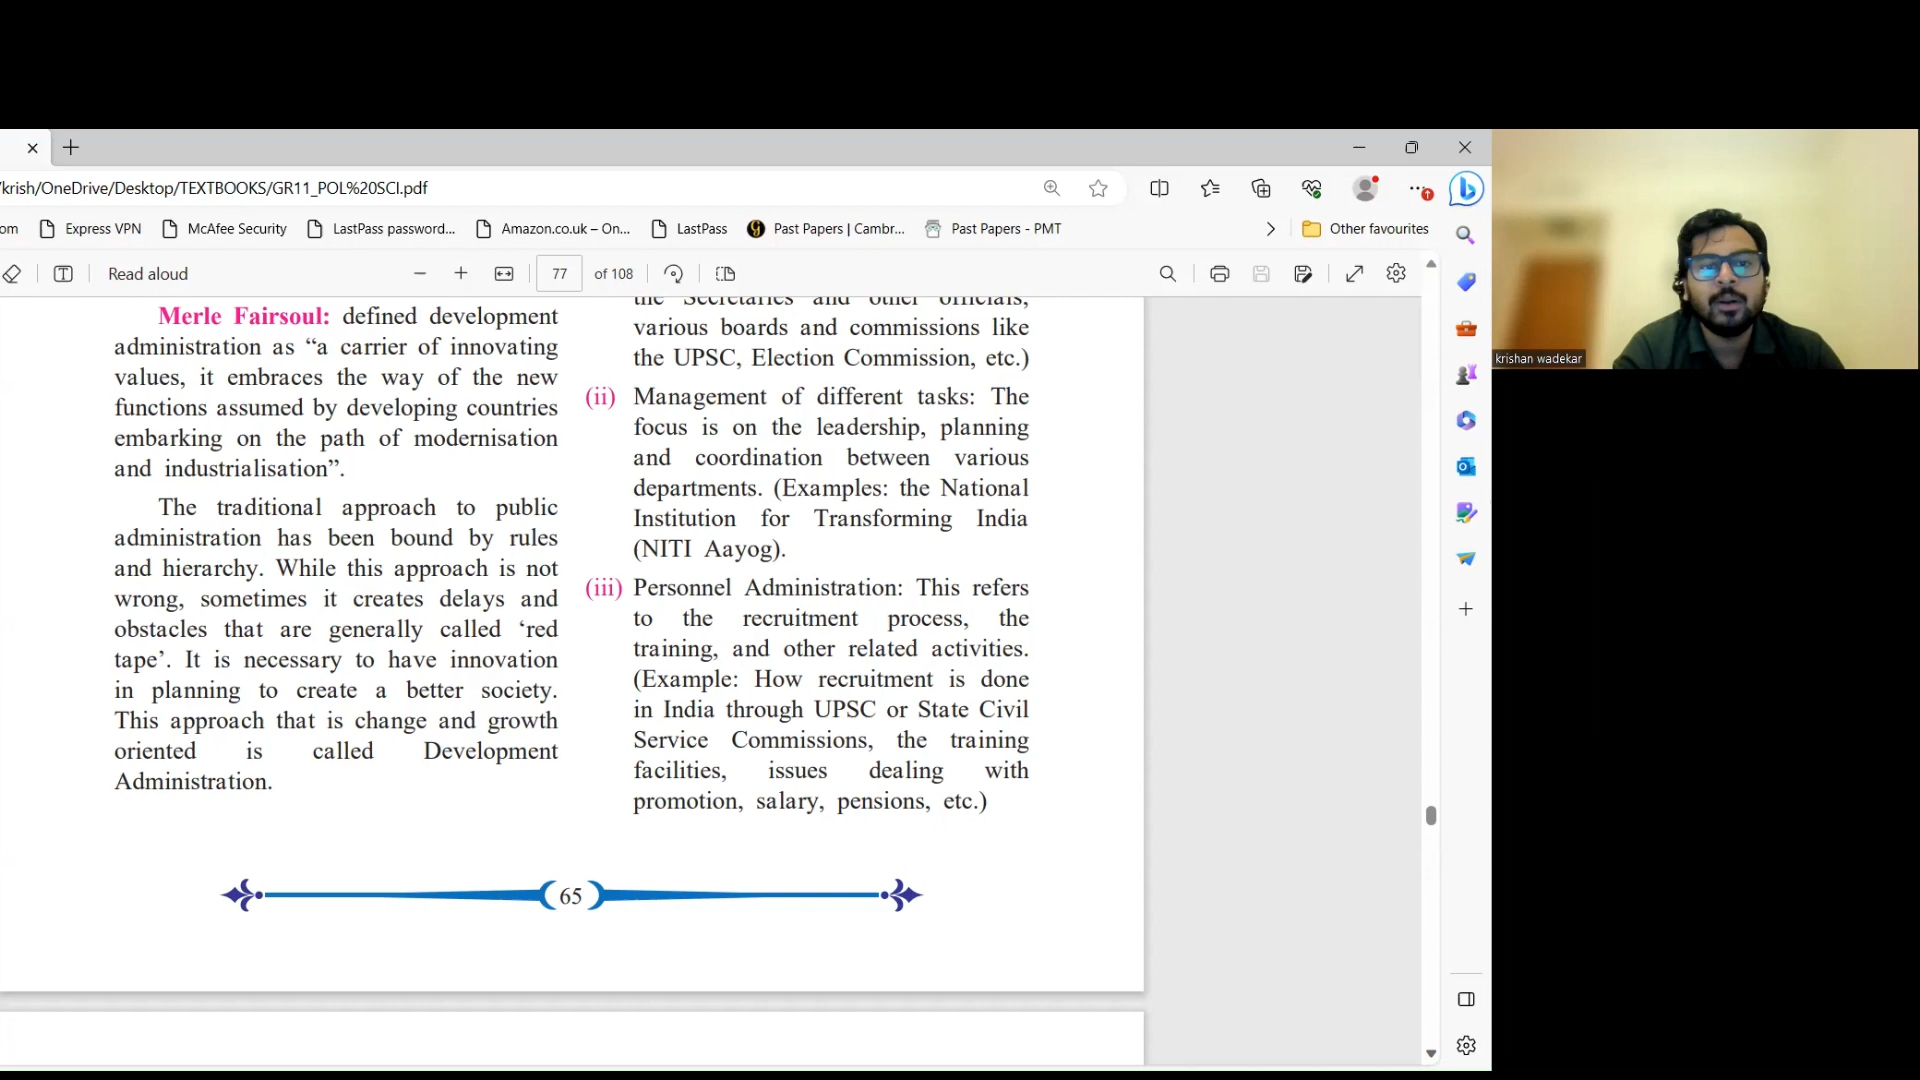 /krish/OneDrive/Desktop/TEXTBOOKS/GR11_POL%20SCI.pdf
om
Express VPN
McAfee Security
LastPass password...
Amazon.co.uk – On...
LastPass
Past Papers | Cambr...
Past Papers - PMT
Other favourites
Read aloud
77 of 108
Merle Fairsoul: defined development
administration as “a carrier of innovating
values, it embraces the way of the new
functions assumed by developing countries
embarking on the path of modernisation
and industrialisation”.
The traditional approach to public
administration has been bound by rules
and hierarchy. While this approach is not
wrong, sometimes it creates delays and
obstacles that are generally called ‘red
tape’. It is necessary to have innovation
in planning to create a better society.
This approach that is change and growth
oriented is called Development
Administration.
the Secretaries and other officials,
various boards and commissions like
the UPSC, Election Commission, etc.)
(ii) Management of different tasks: The
focus is on the leadership, planning
and coordination between various
departments. (Examples: the National
Institution for Transforming India
(NITI Aayog).
(iii) Personnel Administration: This refers
to the recruitment process, the
training, and other related activities.
(Example: How recruitment is done
in India through UPSC or State Civil
Service Commissions, the training
facilities, issues dealing with
promotion, salary, pensions, etc.)
65
krishan wadekar